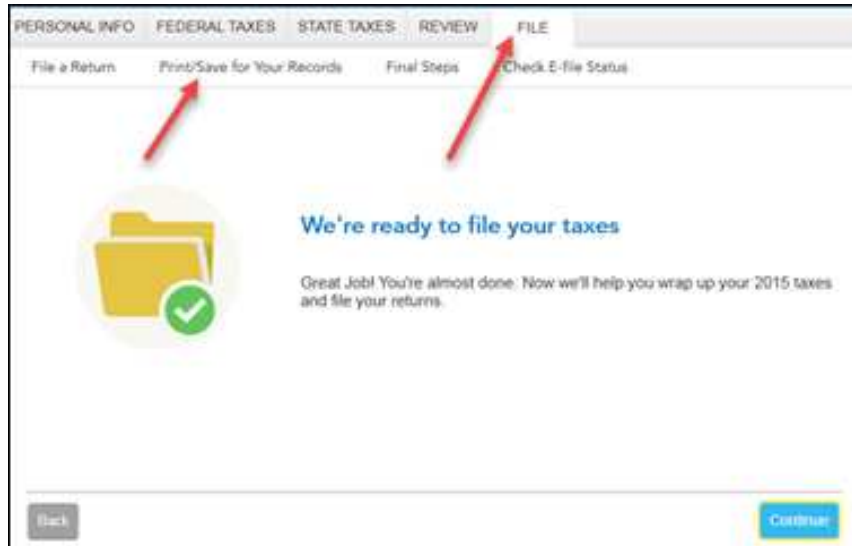 PERSONAL INFO FEDERAL TAXES STATE TAXES REVIEW FILE
File a Return Print/Save for Your Records Final Steps Check E-file Status
We're ready to file your taxes
Great Job! You're almost done. Now we'll help you wrap up your 2015 taxes
and file your returns.
Back Continue